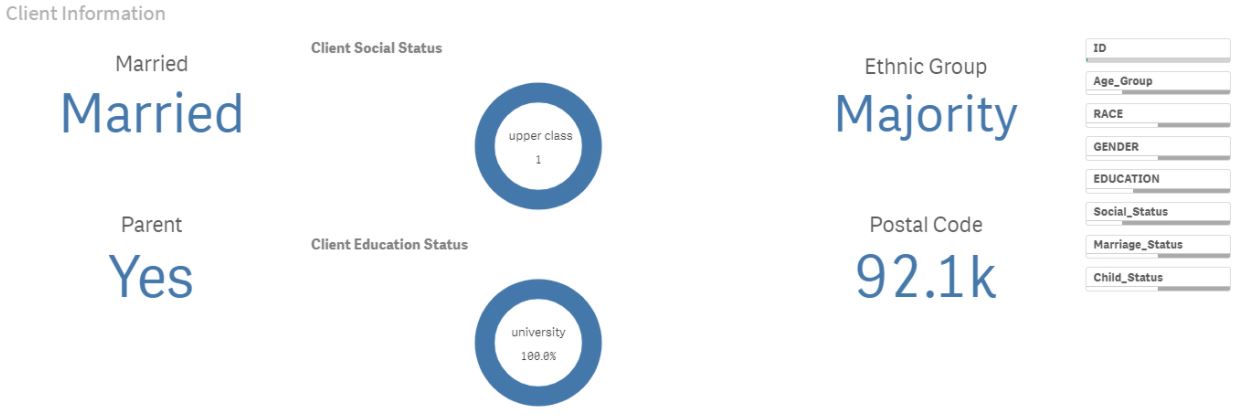 Client Information
Married
Married
Client Social Status
upper class
1
Ethnic Group
Majority
Parent
Yes
Client Education Status
university
100.0%
Postal Code
92.1k
ID
Age_Group
RACE
GENDER
EDUCATION
Social_Status
Marriage_Status
Child_Status